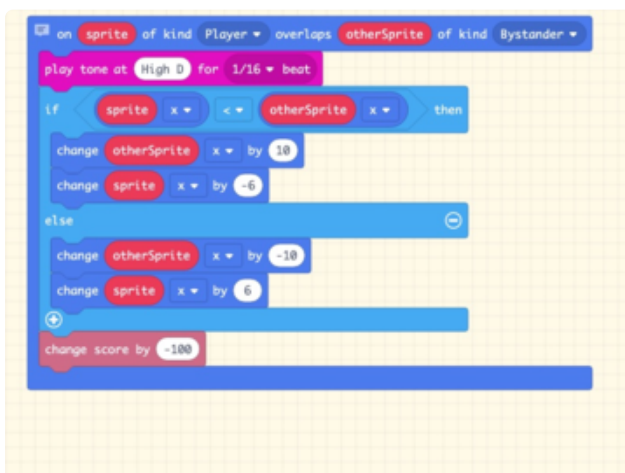 on sprite of kind Player overlaps otherSprite of kind Bystander
play tone at High D for 1/16 beat
if sprite x < otherSprite x then
change otherSprite x by 10
change sprite x by -6
else
change otherSprite x by -10
change sprite x by 6
change score by -100